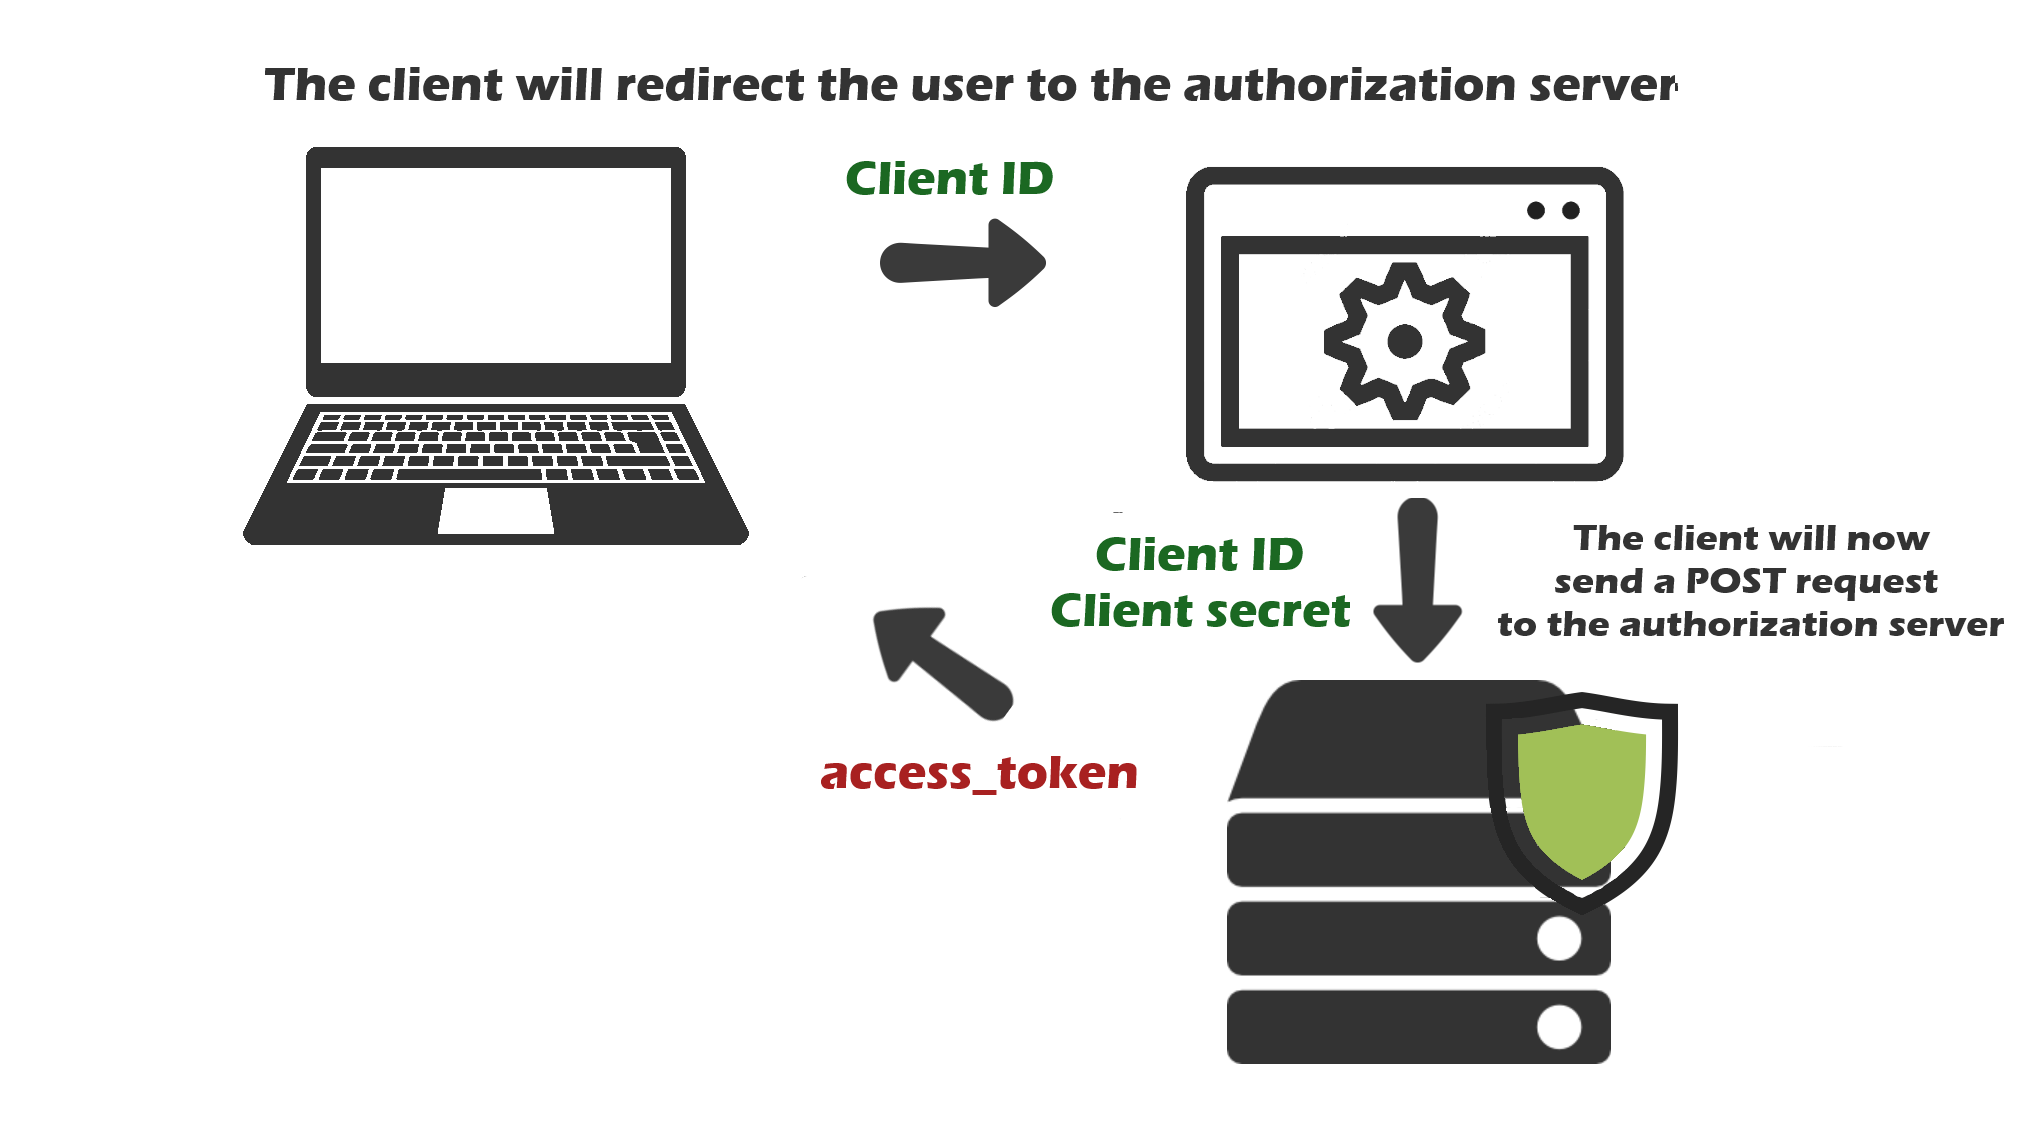 The client will redirect the user to the authorization server
Client ID
Client ID
Client secret
The client will now
send a POST request
to the authorization server
access_token